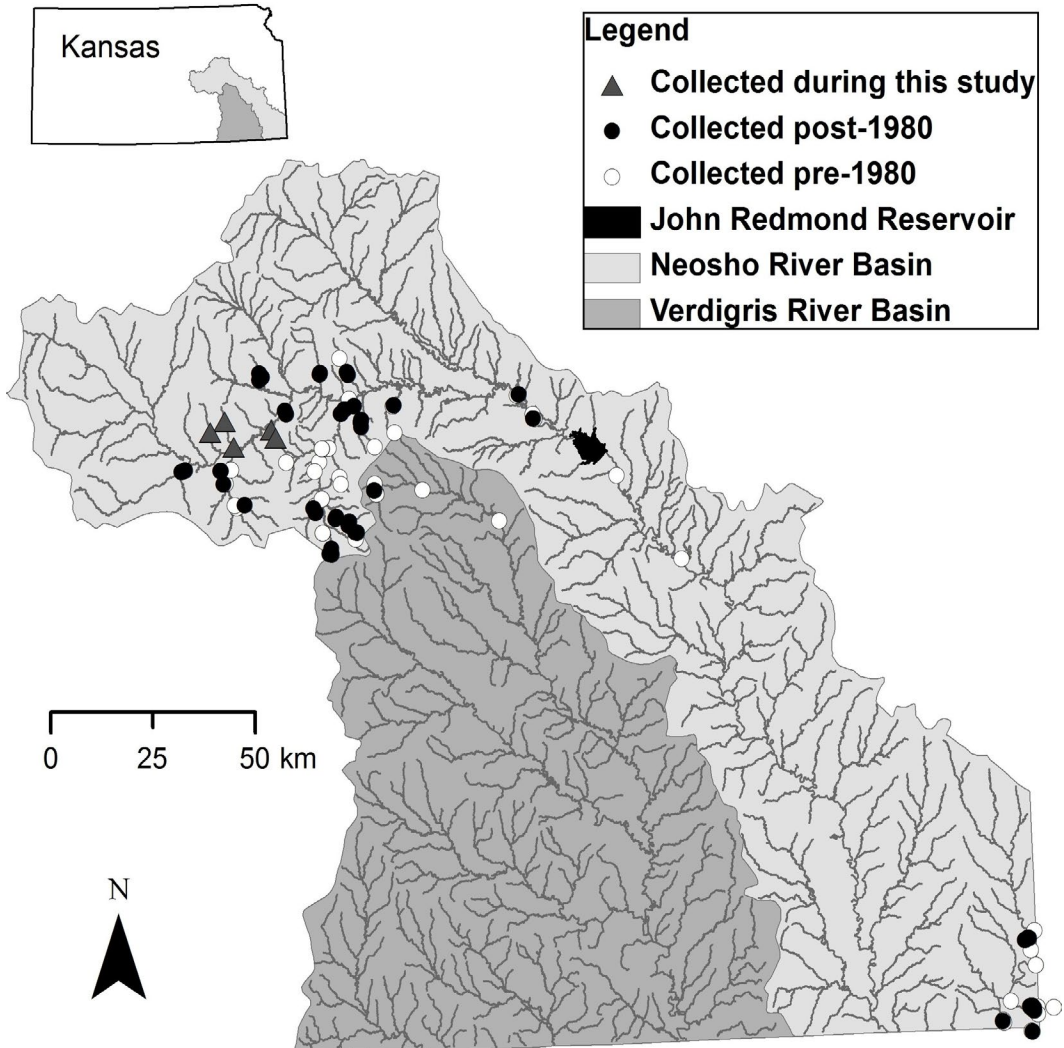 Kansas
Legend
Collected during this study
Collected post-1980
Collected pre-1980
John Redmond Reservoir
Neosho River Basin
Verdigris River Basin
0 25 50 km
N